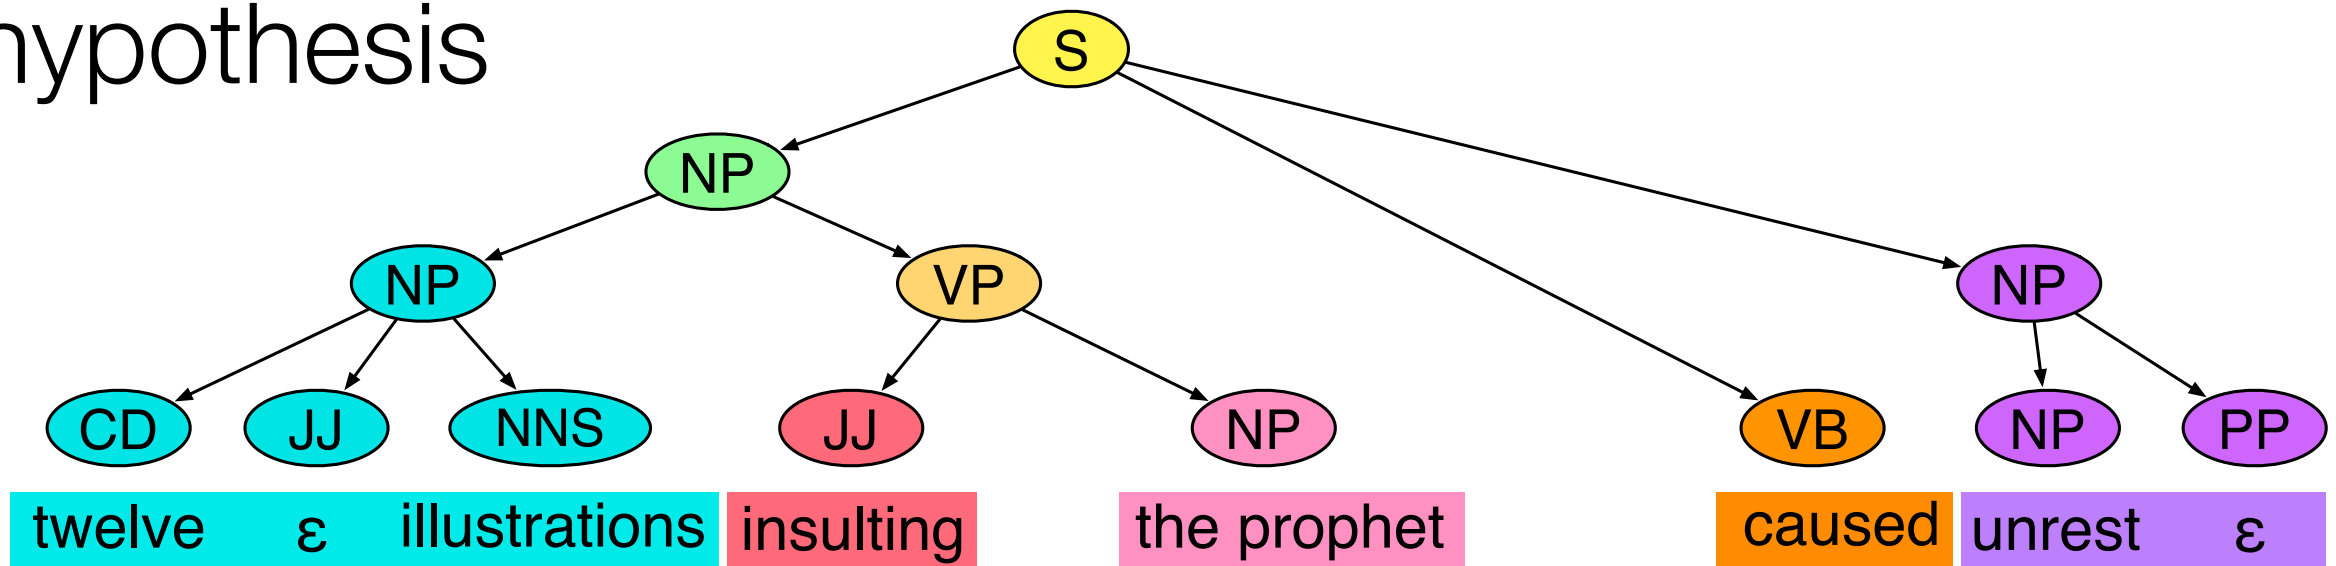 hypothesis
S
NP
NP VP NP
CD JJ NNS JJ NP VB NP PP
twelve ε illustrations insulting the prophet caused unrest ε